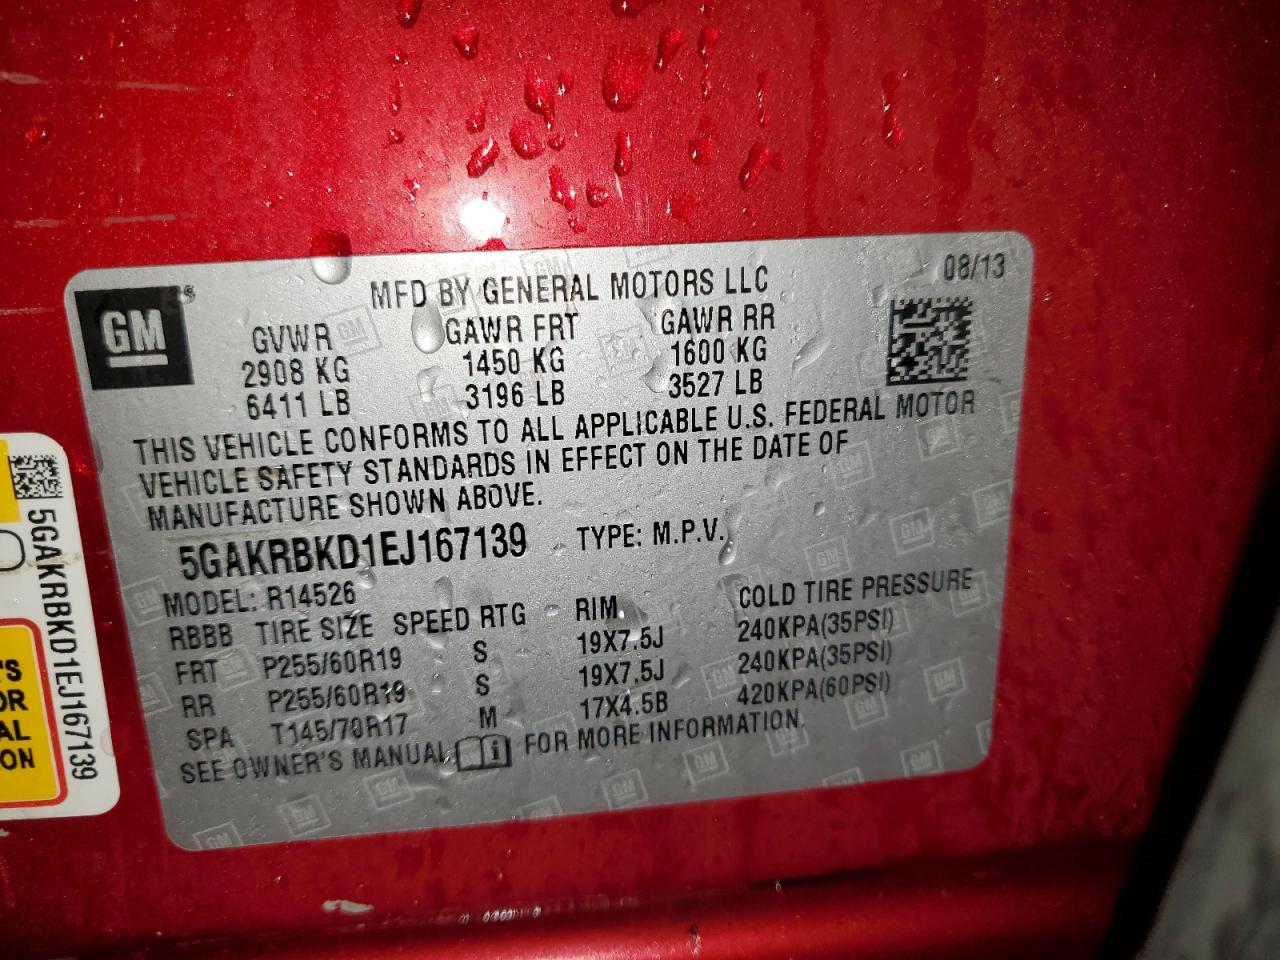 08/13
MFD BY GENERAL MOTORS LLC
GM
GVWR GAWR FRT GAWR RR
2908 KG 1450 KG 1600 KG
6411 LB 3196 LB 3527 LB
THIS VEHICLE CONFORMS TO ALL APPLICABLE U.S. FEDERAL MOTOR
VEHICLE SAFETY STANDARDS IN EFFECT ON THE DATE OF
MANUFACTURE SHOWN ABOVE.
5GAKRBKD1EJ167139 TYPE: M.P.V.
MODEL: R14526
RBBB TIRE SIZE SPEED RTG RIM COLD TIRE PRESSURE
FRT P255/60R19 S 19X7.5J 240KPA(35PSI)
RR P255/60R19 S 19X7.5J 240KPA(35PSI)
SPA T145/70R17 M 17X4.5B 420KPA(60PSI)
SEE OWNER'S MANUAL FOR MORE INFORMATION.
5GAKRBKD1EJ167139
'S
OR
AL
ON